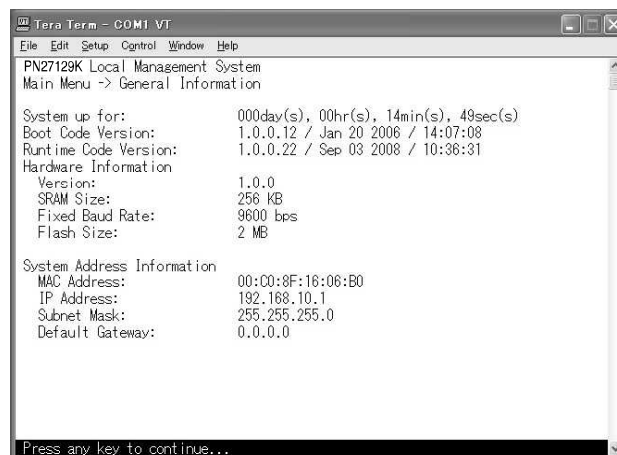 Tera Term - COM1 VT
File Edit Setup Control Window Help
PN27129K Local Management System
Main Menu -> General Information
System up for: 000day(s), 00hr(s), 14min(s), 49sec(s)
Boot Code Version: 1.0.0.12 / Jan 20 2006 / 14:07:08
Runtime Code Version: 1.0.0.22 / Sep 03 2008 / 10:36:31
Hardware Information
Version: 1.0.0
SRAM Size: 256 KB
Fixed Baud Rate: 9600 bps
Flash Size: 2 MB
System Address Information
MAC Address: 00:C0:8F:16:06:B0
IP Address: 192.168.10.1
Subnet Mask: 255.255.255.0
Default Gateway: 0.0.0.0
Press any key to continue...